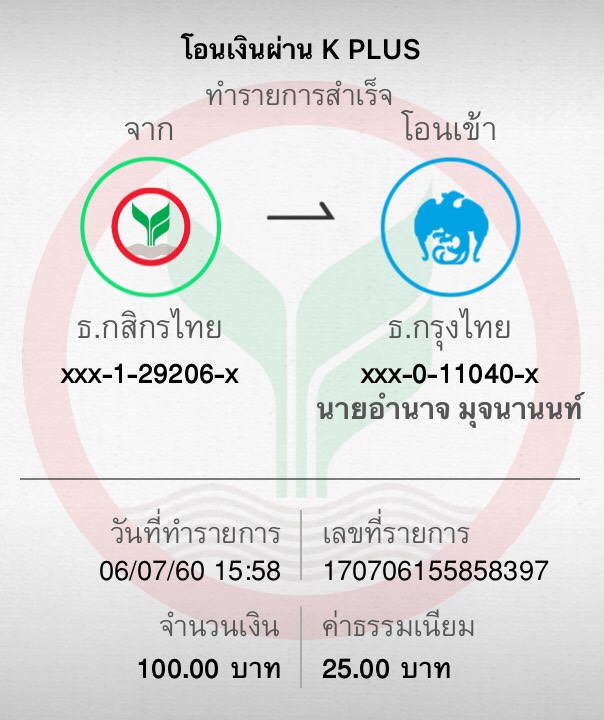 โอนเงินผ่าน K PLUS
ทำรายการสำเร็จ
จาก
โอนเข้า
ธ.กสิกรไทย
ธ.กรุงไทย
xxx-1-29206-x
xxx-0-11040-x
นายอำนาจ มุจนานนท์
วันที่ทำรายการ
เลขที่รายการ
06/07/60 15:58
170706155858397
จำนวนเงิน
ค่าธรรมเนียม
100.00 บาท
25.00 บาท